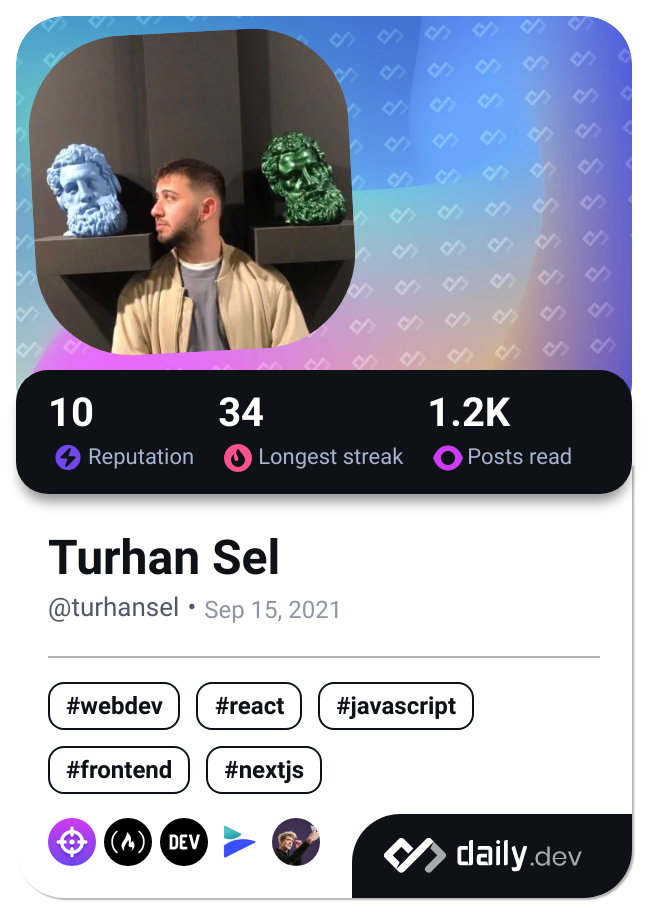 10 34 1.2K
Reputation Longest streak Posts read
Turhan Sel
@turhansel • Sep 15, 2021
#webdev #react #javascript
#frontend #nextjs
DEV
daily.dev